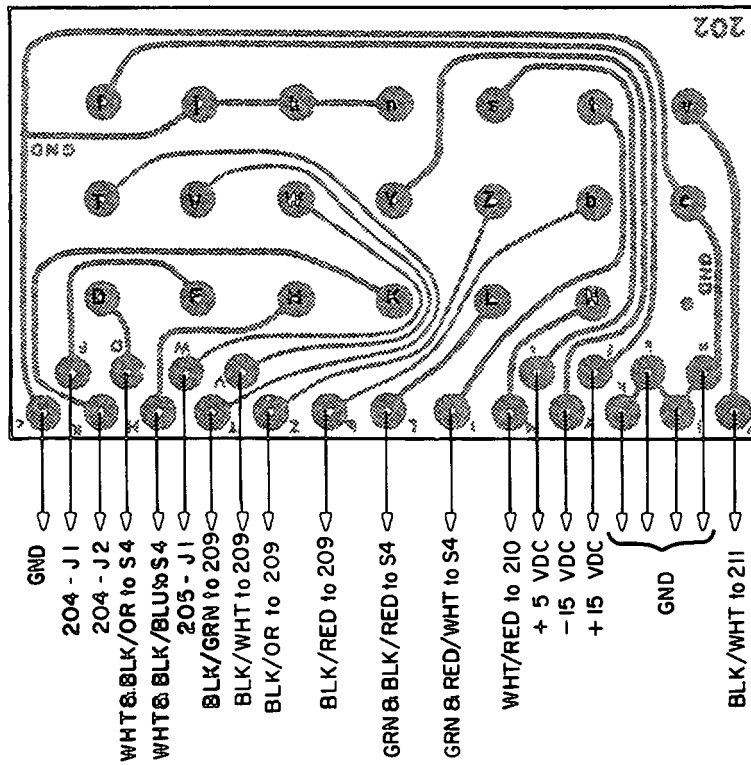 202
f j ū n s t v
GND
T V W Y Z b c
D F H K L M
GND
S D W V
GND
204-J1
204-J2
WHT & BLK/OR to S4
WHT & BLK/BLU to S4
205-J1
BLK/GRN to 209
BLK/WHT to 209
BLK/OR to 209
BLK/RED to 209
GRN & BLK/RED to S4
GRN & RED/WHT to S4
WHT/RED to 210
+ 5 VDC
-15 VDC
+15 VDC
GND
BLK/WHT to 211